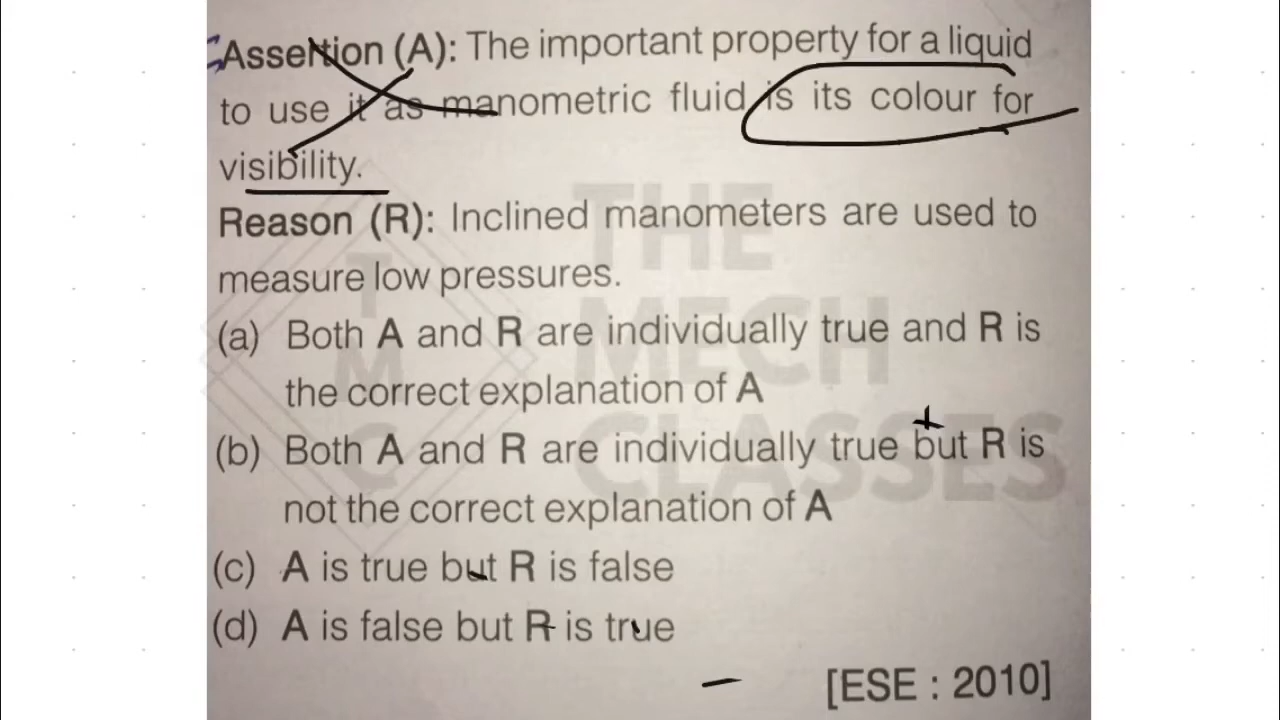 Assertion (A): The important property for a liquid
to use it as manometric fluid is its colour for
visibility.
Reason (R): Inclined manometers are used to
measure low pressures.
(a) Both A and R are individually true and R is
the correct explanation of A
(b) Both A and R are individually true but R is
not the correct explanation of A
(c) A is true but R is false
(d) A is false but R is true
[ESE : 2010]
THE
MECH
CLASSES
T
M
C